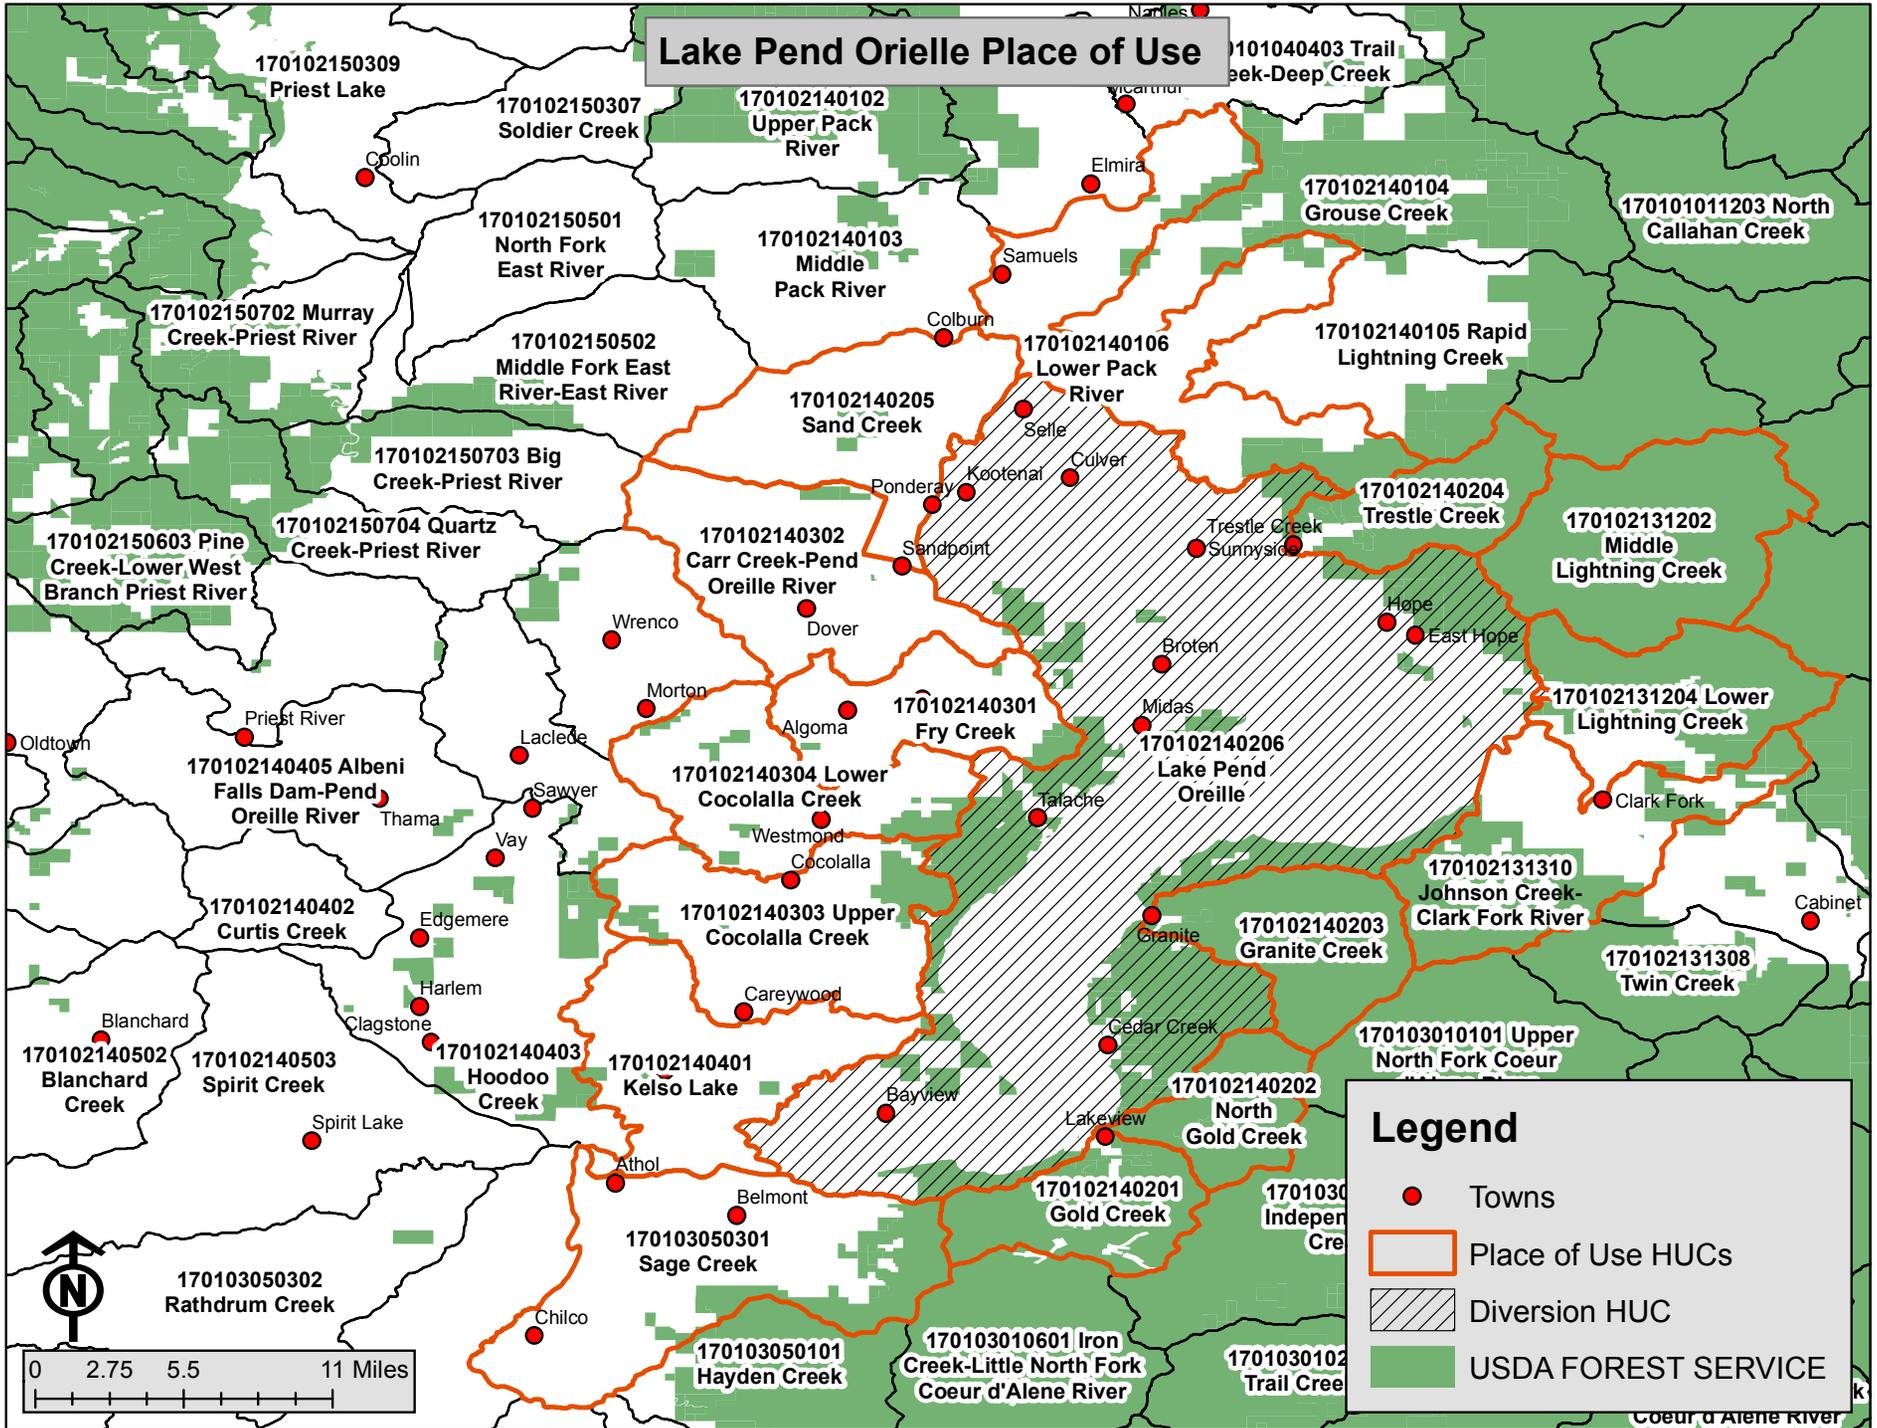 Lake Pend Orielle Place of Use
Naples
170102150309
Priest Lake
170102150307
Soldier Creek
170102140102
Upper Pack
River
0101040403 Trail
eek-Deep Creek
Mcarthur
Coolin
Elmira
170102140104
Grouse Creek
170101011203 North
Callahan Creek
170102150501
North Fork
East River
170102140103
Middle
Pack River
Samuels
170102150702 Murray
Creek-Priest River
170102150502
Middle Fork East
River-East River
Colburn
170102140106
Lower Pack
River
170102140105 Rapid
Lightning Creek
170102140205
Sand Creek
Selle
170102150703 Big
Creek-Priest River
Culver
Kootenai
Ponderay
170102140204
Trestle Creek
170102150704 Quartz
Creek-Priest River
170102131202
Middle
Lightning Creek
170102150603 Pine
Creek-Lower West
Branch Priest River
170102140302
Carr Creek-Pend
Oreille River
Sandpoint
Trestle Creek
Sunnyside
Dover
Wrenco
Hope
East Hope
Broten
Morton
170102140301
Fry Creek
Algoma
Midas
170102131204 Lower
Lightning Creek
Priest River
Oldtown
Laclede
170102140206
Lake Pend
Oreille
170102140405 Albeni
Falls Dam-Pend
Oreille River
Thama
Sawyer
170102140304 Lower
Cocolalla Creek
Talache
Clark Fork
Westmond
Vay
Cocolalla
170102131310
Johnson Creek-
Clark Fork River
170102140402
Curtis Creek
Edgemere
170102140303 Upper
Cocolalla Creek
Granite
170102140203
Granite Creek
Cabinet
170102131308
Twin Creek
Harlem
Careywood
Clagstone
Blanchard
170102140502
Blanchard
Creek
170102140503
Spirit Creek
170102140403
Hoodoo
Creek
170102140401
Kelso Lake
Cedar Creek
170103010101 Upper
North Fork Coeur
Bayview
170102140202
North
Gold Creek
Lakeview
Spirit Lake
Athol
Belmont
170102140201
Gold Creek
170103050301
Sage Creek
170103050302
Rathdrum Creek
Chilco
170103050101
Hayden Creek
170103010601 Iron
Creek-Little North Fork
Coeur d'Alene River
1701030
Indepen
Cre
1701030102
Trail Cree
Legend
Towns
Place of Use HUCs
Diversion HUC
USDA FOREST SERVICE
Coeur d'Alene River
N
0 2.75 5.5 11 Miles